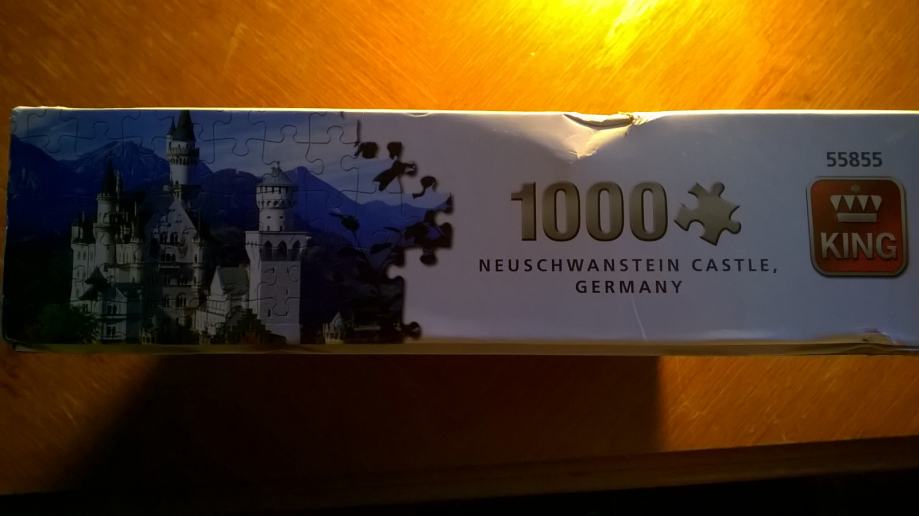 1000
NEUSCHWANSTEIN CASTLE,
GERMANY
55855
KING